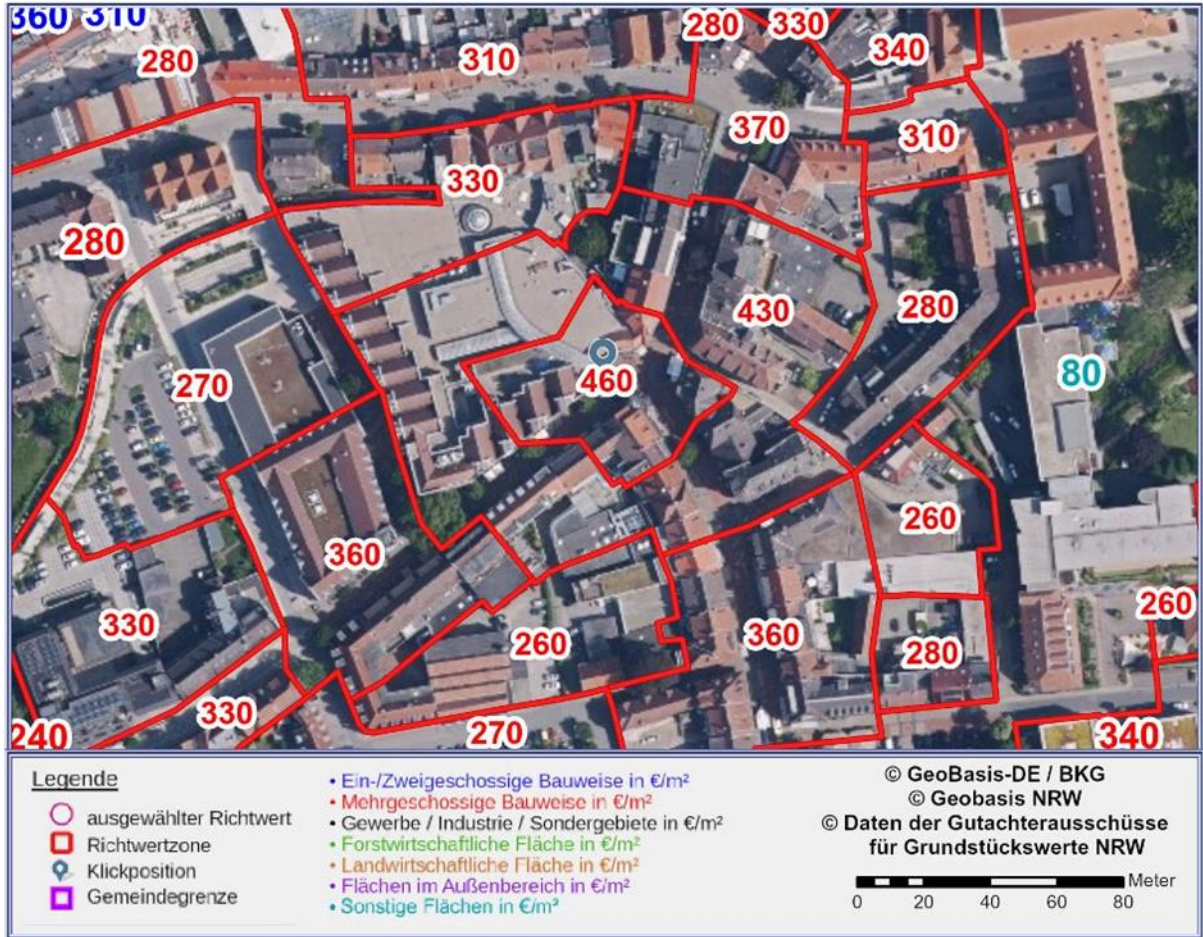 360 310
280
310
280
330
340
370
310
330
280
430
280
270
460
80
360
260
330
260
360
280
260
330
240
270
340
Legende
ausgewählter Richtwert
Richtwertzone
Klickposition
Gemeindegrenze
• Ein-/Zweigeschossige Bauweise in €/m²
• Mehrgeschossige Bauweise in €/m²
• Gewerbe / Industrie / Sondergebiete in €/m²
• Forstwirtschaftliche Fläche in €/m²
• Landwirtschaftliche Fläche in €/m²
• Flächen im Außenbereich in €/m²
• Sonstige Flächen in €/m²
© GeoBasis-DE / BKG
© Geobasis NRW
© Daten der Gutachterausschüsse
für Grundstückswerte NRW
Meter
0 20 40 60 80